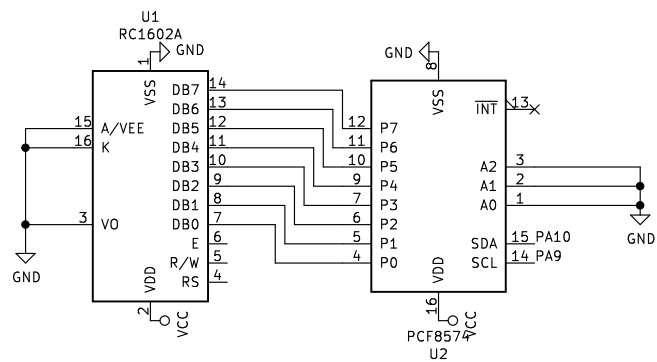 U1
RC1602A
GND
1
VSS
14
DB7
13
DB6
12
DB5
11
DB4
10
DB3
9
DB2
8
DB1
7
DB0
6
E
5
R/W
4
RS
15
A/VEE
16
K
3
VO
GND
VDD
2
VCC
GND
8
VSS
INT
13
12
P7
11
P6
10
P5
9
P4
7
P3
6
P2
5
P1
4
P0
A2
3
A1
2
A0
1
GND
SDA
15
PA10
SCL
14
PA9
VDD
16
VCC
PCF8574
U2